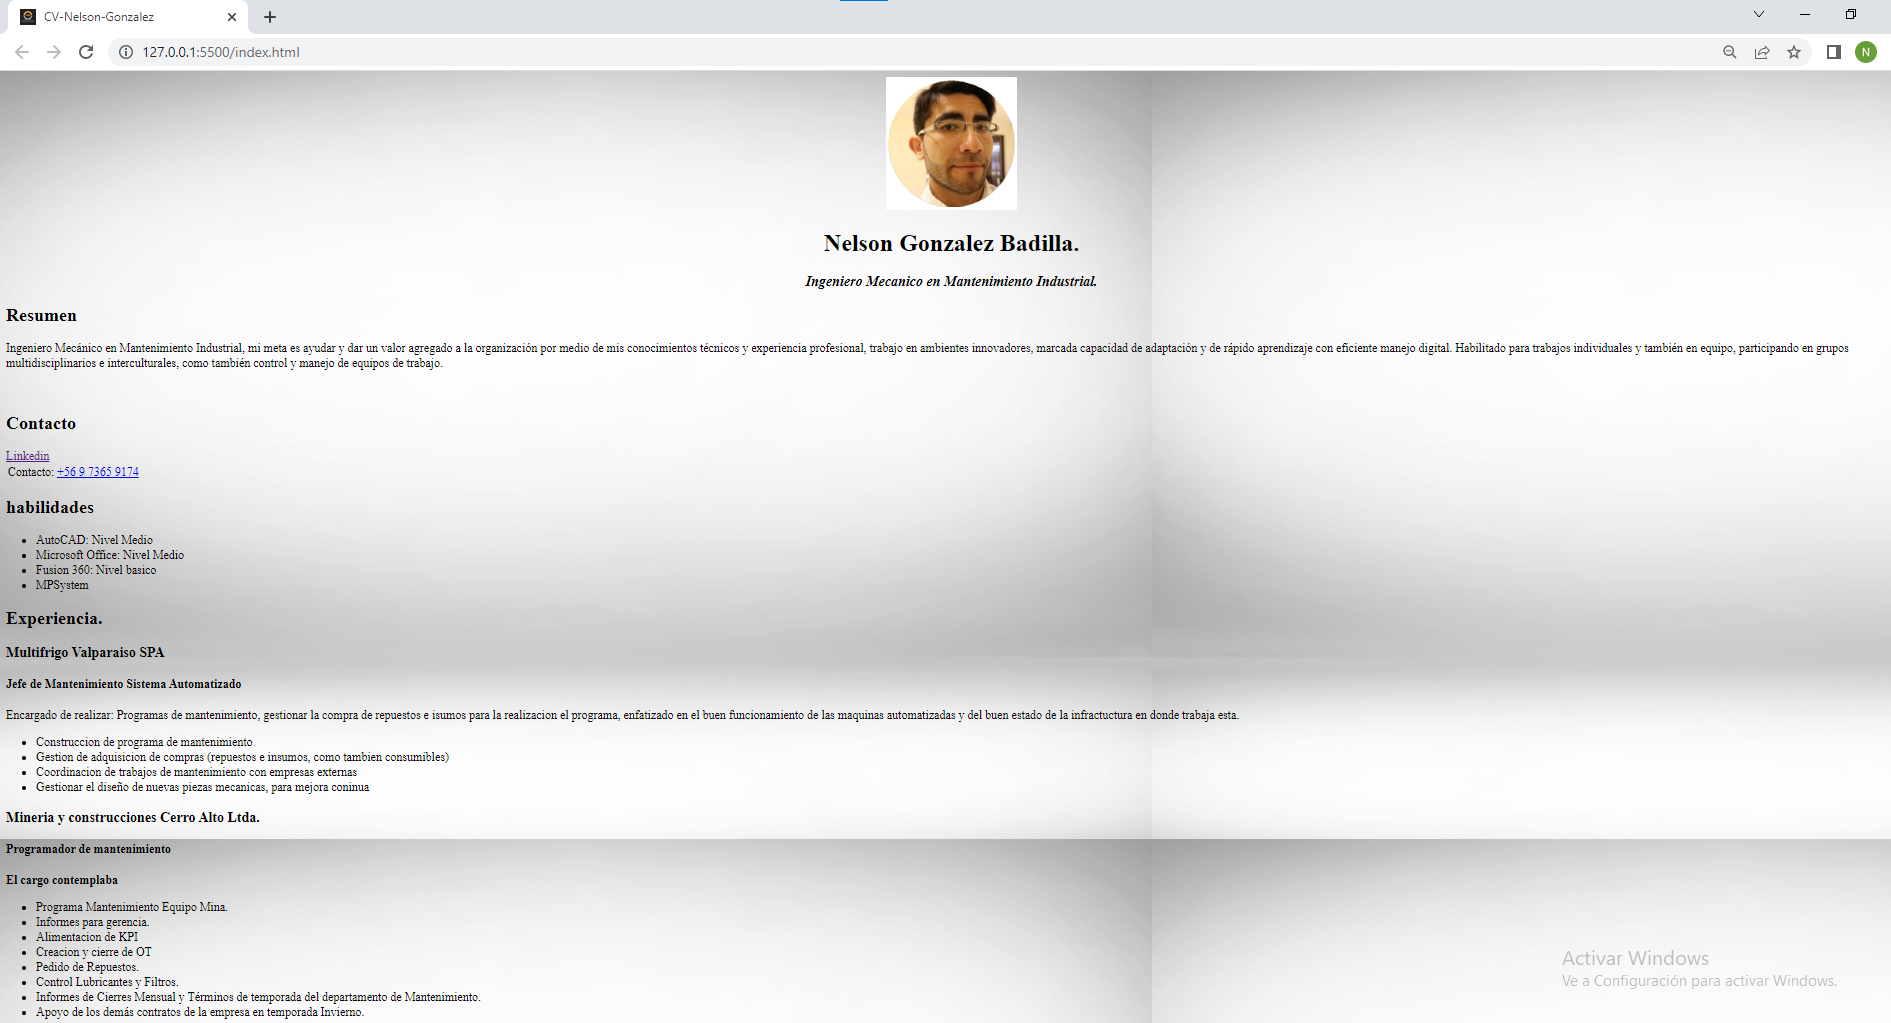 CV-Nelson-Gonzalez
127.0.0.1:5500/index.html
N
Nelson Gonzalez Badilla.
Ingeniero Mecanico en Mantenimiento Industrial.
Resumen
Ingeniero Mecánico en Mantenimiento Industrial, mi meta es ayudar y dar un valor agregado a la organización por medio de mis conocimientos técnicos y experiencia profesional, trabajo en ambientes innovadores, marcada capacidad de adaptación y de rápido aprendizaje con eficiente manejo digital. Habilitado para trabajos individuales y también en equipo, participando en grupos
multidisciplinarios e interculturales, como también control y manejo de equipos de trabajo.
Contacto
Linkedin
Contacto: +56 9 7365 9174
habilidades
AutoCAD: Nivel Medio
Microsoft Office: Nivel Medio
Fusion 360: Nivel basico
MPSystem
Experiencia.
Multifrigo Valparaiso SPA
Jefe de Mantenimiento Sistema Automatizado
Encargado de realizar: Programas de mantenimiento, gestionar la compra de repuestos e isumos para la realizacion el programa, enfatizado en el buen funcionamiento de las maquinas automatizadas y del buen estado de la infractuctura en donde trabaja esta.
Construccion de programa de mantenimiento
Gestion de adquisicion de compras (repuestos e insumos, como tambien consumibles)
Coordinacion de trabajos de mantenimiento con empresas externas
Gestionar el diseño de nuevas piezas mecanicas, para mejora coninua
Mineria y construcciones Cerro Alto Ltda.
Programador de mantenimiento
El cargo contemplaba
Programa Mantenimiento Equipo Mina.
Informes para gerencia.
Alimentacion de KPI
Creacion y cierre de OT
Pedido de Repuestos.
Control Lubricantes y Filtros.
Informes de Cierres Mensual y Términos de temporada del departamento de Mantenimiento.
Apoyo de los demás contratos de la empresa en temporada Invierno.
Activar Windows
Ve a Configuración para activar Windows.